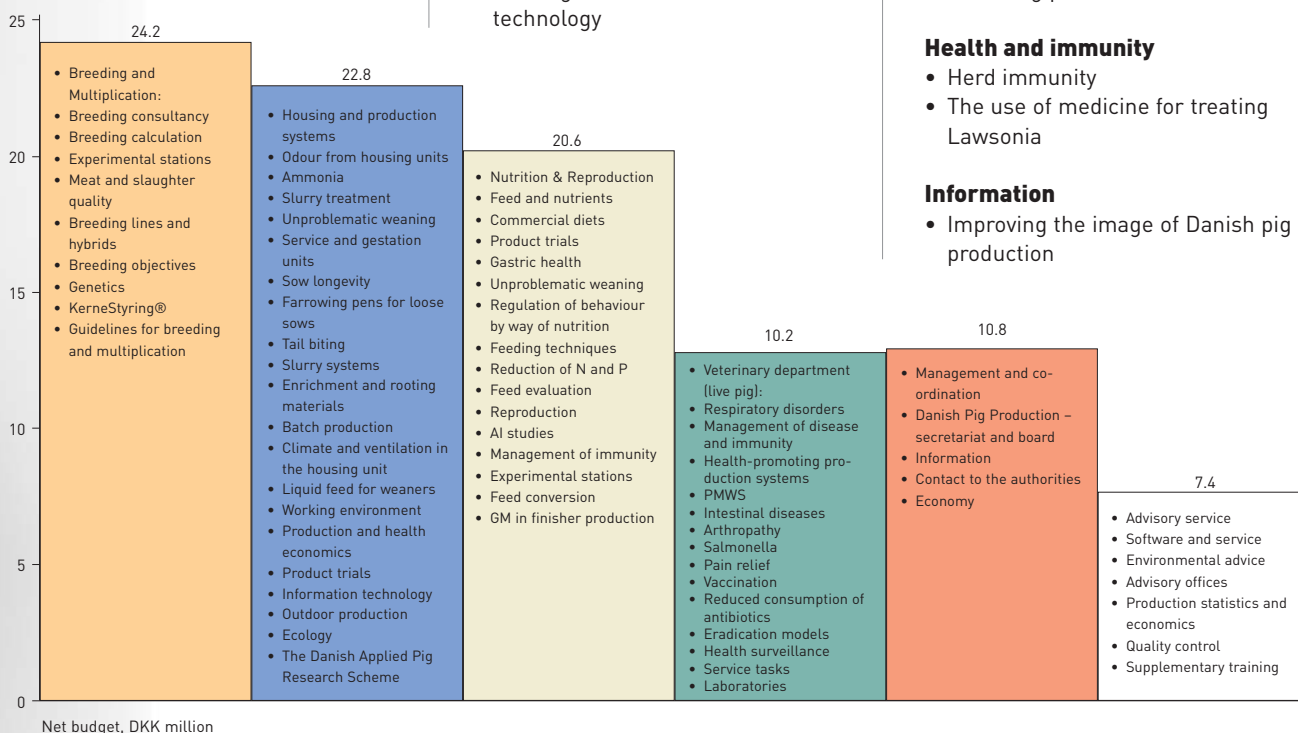 technology
Health and immunity
• Herd immunity
• The use of medicine for treating
Lawsonia
Information
• Improving the image of Danish pig
production
25
20
15
10
5
0
24.2
• Breeding and
Multiplication:
• Breeding consultancy
• Breeding calculation
• Experimental stations
• Meat and slaughter
quality
• Breeding lines and
hybrids
• Breeding objectives
• Genetics
• KerneStyring®
• Guidelines for breeding
and multiplication
22.8
• Housing and production
systems
• Odour from housing units
• Ammonia
• Slurry treatment
• Unproblematic weaning
• Service and gestation
units
• Sow longevity
• Farrowing pens for loose
sows
• Tail biting
• Slurry systems
• Enrichment and rooting
materials
• Batch production
• Climate and ventilation in
the housing unit
• Liquid feed for weaners
• Working environment
• Production and health
economics
• Product trials
• Information technology
• Outdoor production
• Ecology
• The Danish Applied Pig
Research Scheme
20.6
• Nutrition & Reproduction
• Feed and nutrients
• Commercial diets
• Product trials
• Gastric health
• Unproblematic weaning
• Regulation of behaviour
by way of nutrition
• Feeding techniques
• Reduction of N and P
• Feed evaluation
• Reproduction
• AI studies
• Management of immunity
• Experimental stations
• Feed conversion
• GM in finisher production
10.2
• Veterinary department
(live pig):
• Respiratory disorders
• Management of disease
and immunity
• Health-promoting pro-
duction systems
• PMWS
• Intestinal diseases
• Arthropathy
• Salmonella
• Pain relief
• Vaccination
• Reduced consumption of
antibiotics
• Eradication models
• Health surveillance
• Service tasks
• Laboratories
10.8
• Management and co-
ordination
• Danish Pig Production –
secretariat and board
• Information
• Contact to the authorities
• Economy
7.4
• Advisory service
• Software and service
• Environmental advice
• Advisory offices
• Production statistics and
economics
• Quality control
• Supplementary training
Net budget, DKK million